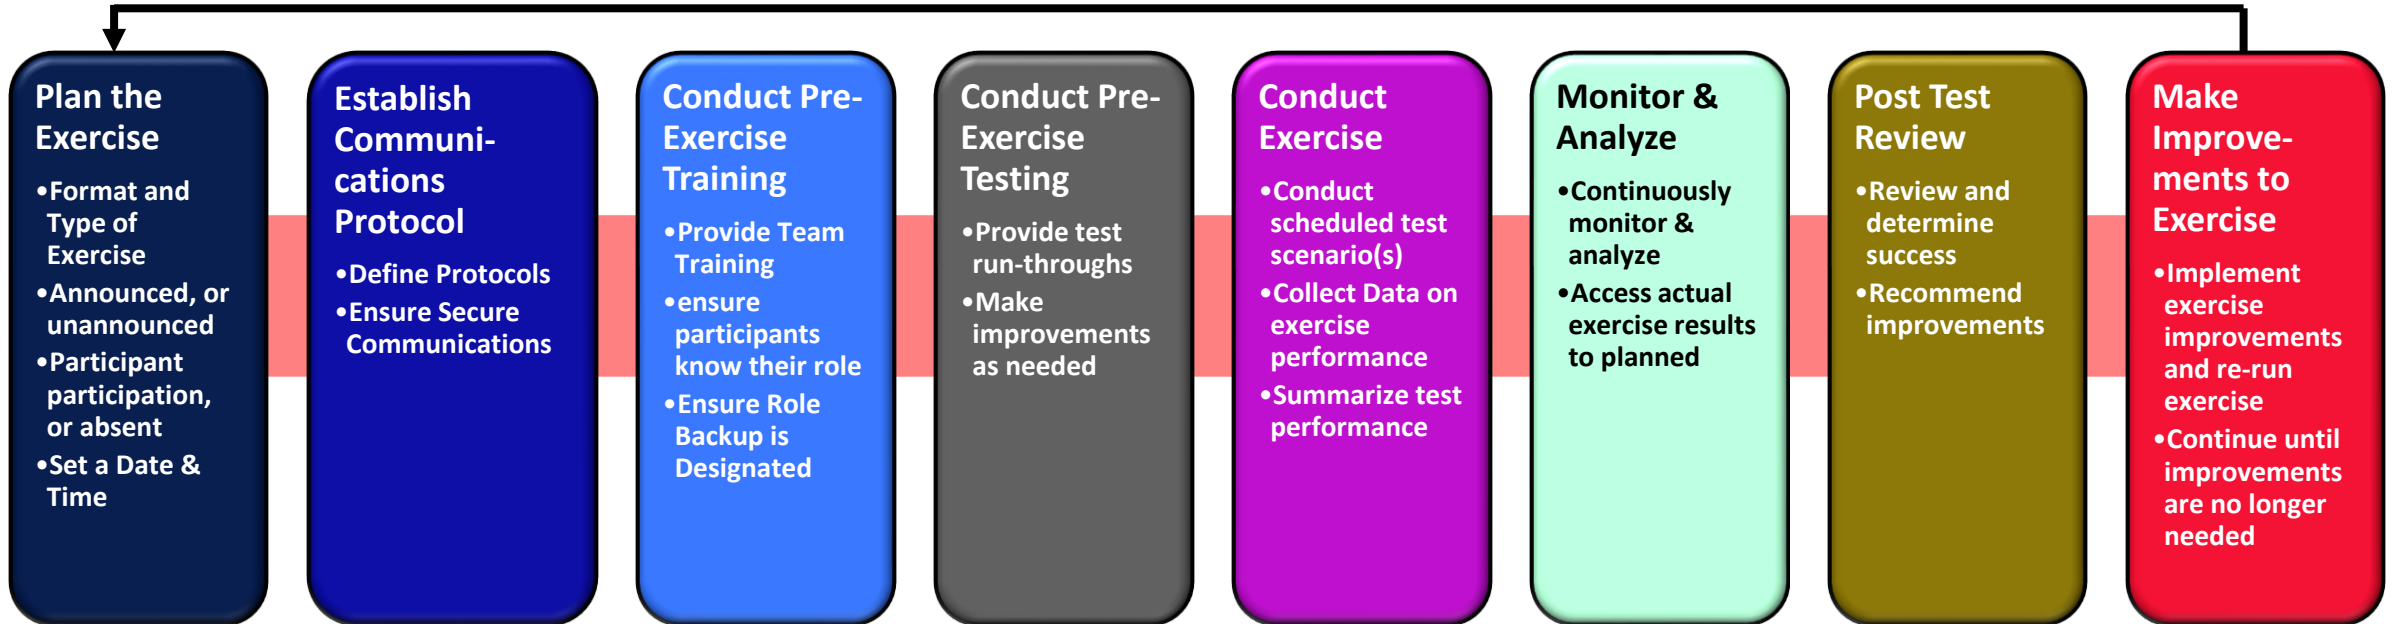 Plan the
Exercise
•Format and
Type of
Exercise
•Announced, or
unannounced
•Participant
participation,
or absent
•Set a Date &
Time
Establish
Communi-
cations
Protocol
•Define Protocols
•Ensure Secure
Communications
Conduct Pre-
Exercise
Training
•Provide Team
Training
•ensure
participants
know their role
•Ensure Role
Backup is
Designated
Conduct Pre-
Exercise
Testing
•Provide test
run-throughs
•Make
improvements
as needed
Conduct
Exercise
•Conduct
scheduled test
scenario(s)
•Collect Data on
exercise
performance
•Summarize test
performance
Monitor &
Analyze
•Continuously
monitor &
analyze
•Access actual
exercise results
to planned
Post Test
Review
•Review and
determine
success
•Recommend
improvements
Make
Improve-
ments to
Exercise
•Implement
exercise
improvements
and re-run
exercise
•Continue until
improvements
are no longer
needed